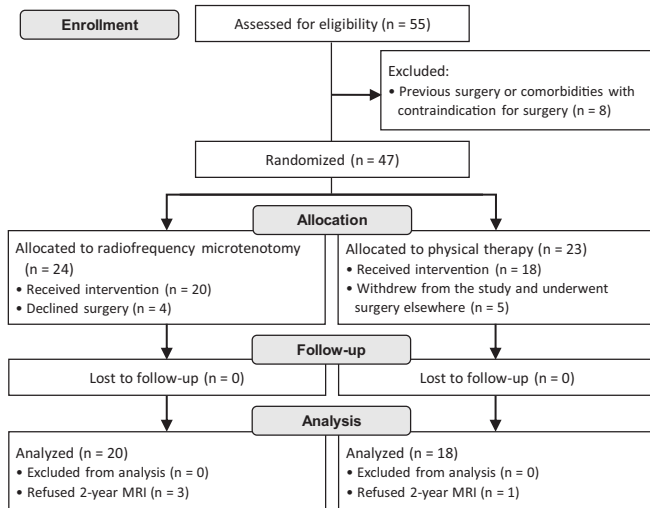 Enrollment
Assessed for eligibility (n = 55)
Excluded:
• Previous surgery or comorbidities with
contraindication for surgery (n = 8)
Randomized (n = 47)
Allocation
Allocated to radiofrequency microtenotomy
(n = 24)
• Received intervention (n = 20)
• Declined surgery (n = 4)
Allocated to physical therapy (n = 23)
• Received intervention (n = 18)
• Withdrew from the study and underwent
surgery elsewhere (n = 5)
Follow-up
Lost to follow-up (n = 0)
Lost to follow-up (n = 0)
Analysis
Analyzed (n = 20)
• Excluded from analysis (n = 0)
• Refused 2-year MRI (n = 3)
Analyzed (n = 18)
• Excluded from analysis (n = 0)
• Refused 2-year MRI (n = 1)